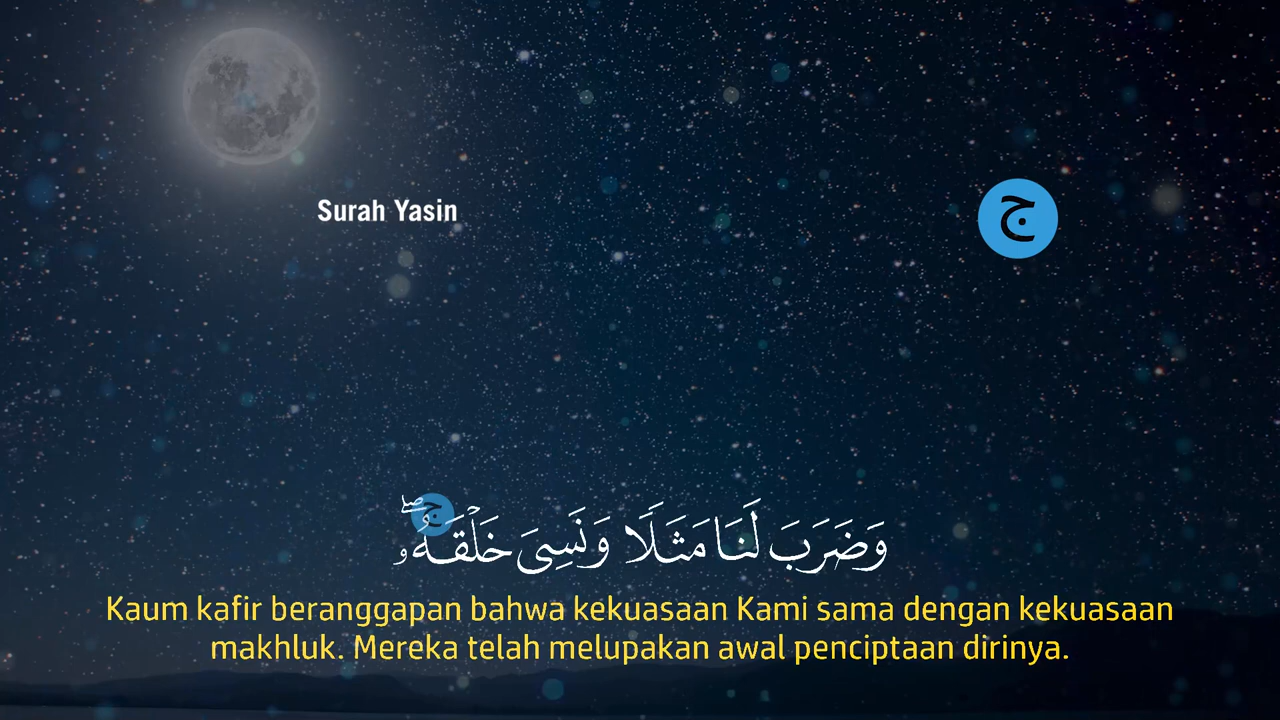 Surah Yasin
ج
وَضَرَبَ لَنَا مَثَلًا وَنَسِىَ خَلْقَهُۥ ۖ
ج
Kaum kafir beranggapan bahwa kekuasaan Kami sama dengan kekuasaan
makhluk. Mereka telah melupakan awal penciptaan dirinya.